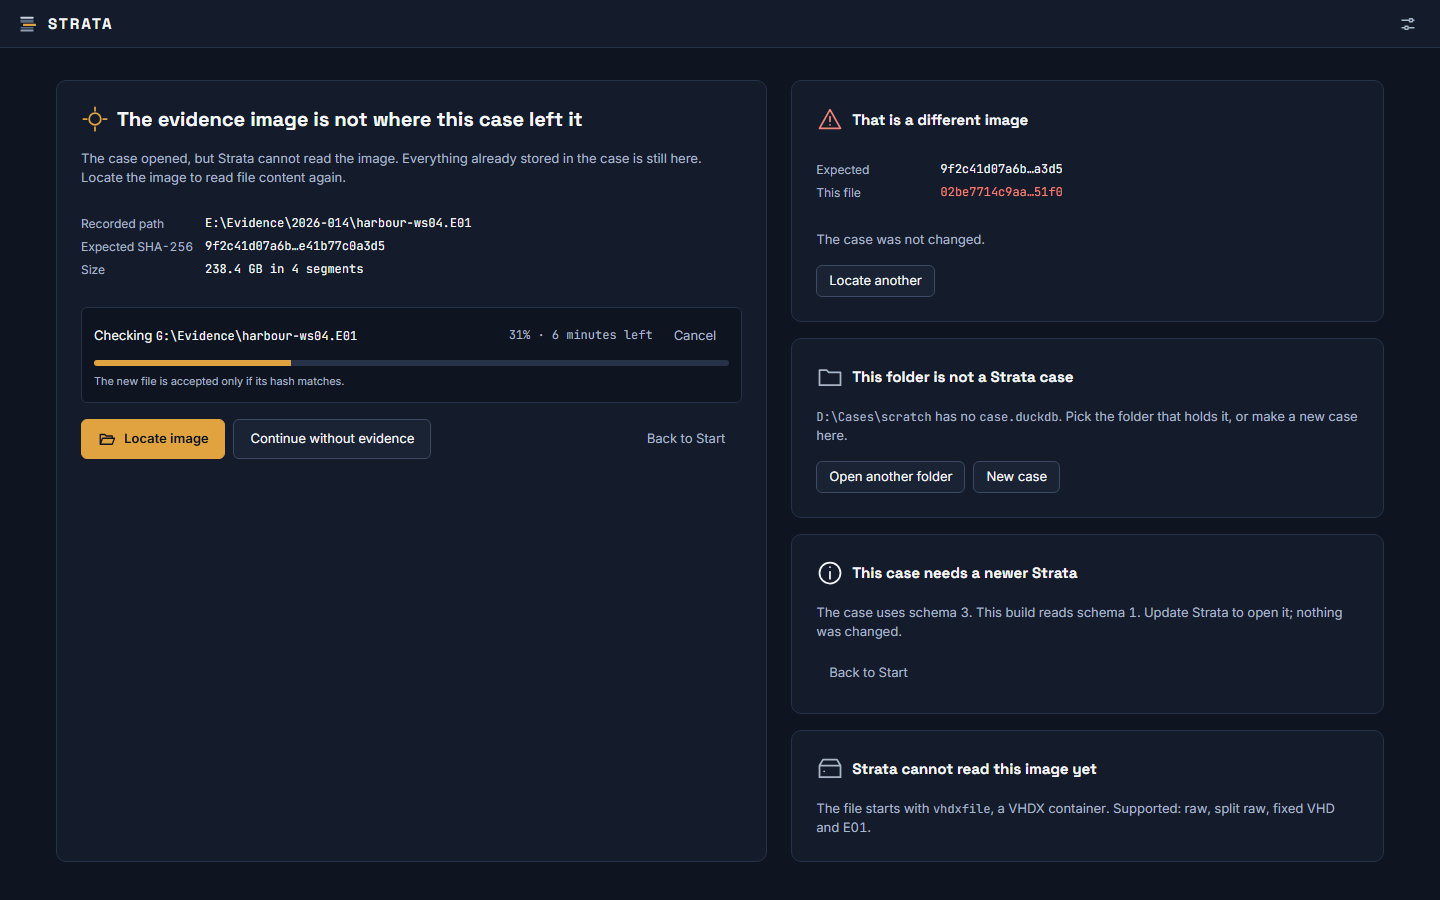 STRATA
The evidence image is not where this case left it
The case opened, but Strata cannot read the image. Everything already stored in the case is still here.
Locate the image to read file content again.
Recorded path E:\Evidence\2026-014\harbour-ws04.E01
Expected SHA-256 9f2c41d07a6b…e41b77c0a3d5
Size 238.4 GB in 4 segments
Checking G:\Evidence\harbour-ws04.E01 31% · 6 minutes left Cancel
The new file is accepted only if its hash matches.
Locate image Continue without evidence Back to Start
That is a different image
Expected 9f2c41d07a6b…a3d5
This file 02be7714c9aa…51f0
The case was not changed.
Locate another
This folder is not a Strata case
D:\Cases\scratch has no case.duckdb. Pick the folder that holds it, or make a new case
here.
Open another folder New case
This case needs a newer Strata
The case uses schema 3. This build reads schema 1. Update Strata to open it; nothing
was changed.
Back to Start
Strata cannot read this image yet
The file starts with vhdxfile, a VHDX container. Supported: raw, split raw, fixed VHD
and E01.